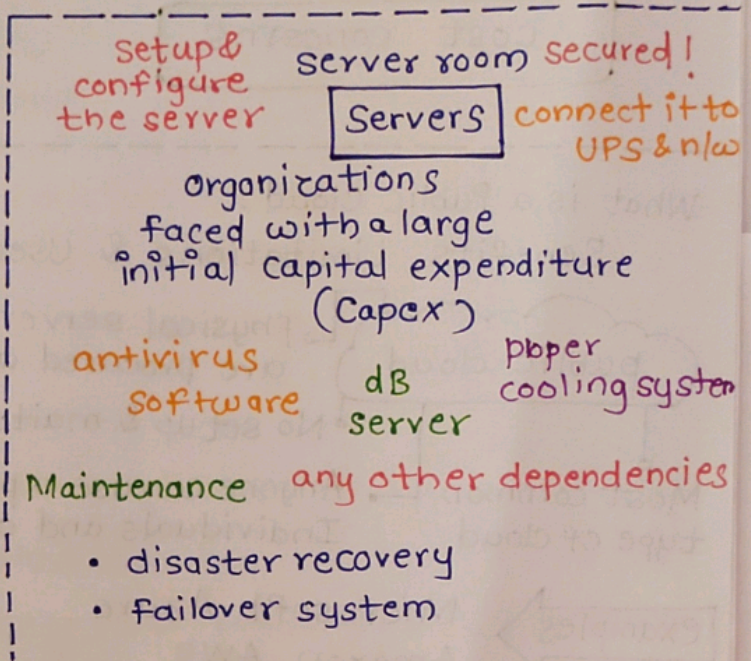 setup &
configure
the server
server room secured!
Servers
connect it to
UPS & n/w
organizations
faced with a large
initial capital expenditure
(Capex)
antivirus
software
dB
server
cooling system
Maintenance
any other dependencies
• disaster recovery
• failover system